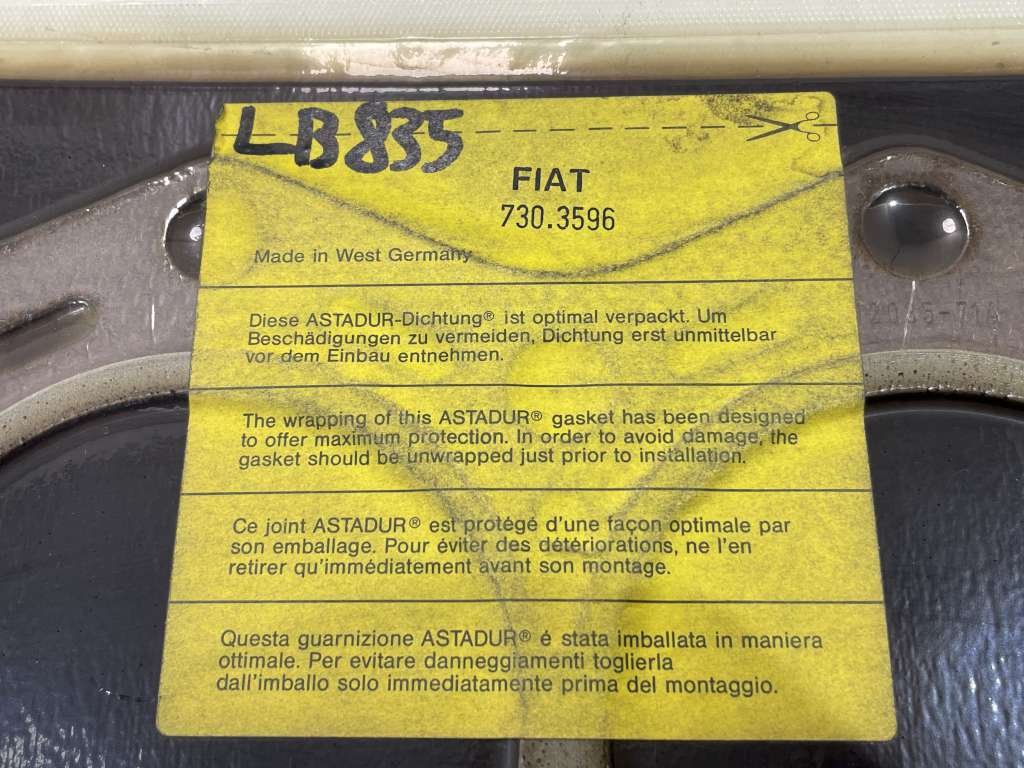 LB835
FIAT
730.3596
Made in West Germany
Diese ASTADUR-Dichtung® ist optimal verpackt. Um
Beschädigungen zu vermeiden, Dichtung erst unmittelbar
vor dem Einbau entnehmen.
The wrapping of this ASTADUR® gasket has been designed
to offer maximum protection. In order to avoid damage, the
gasket should be unwrapped just prior to installation.
Ce joint ASTADUR® est protégé d'une façon optimale par
son emballage. Pour éviter des détériorations, ne l'en
retirer qu'immédiatement avant son montage.
Questa guarnizione ASTADUR® é stata imballata in maniera
ottimale. Per evitare danneggiamenti toglierla
dall'imballo solo immediatamente prima del montaggio.